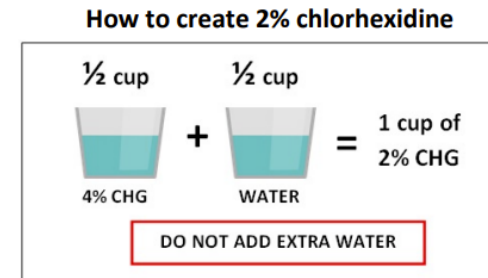 How to create 2% chlorhexidine
½ cup ½ cup
+ =
1 cup of
2% CHG
4% CHG WATER
DO NOT ADD EXTRA WATER